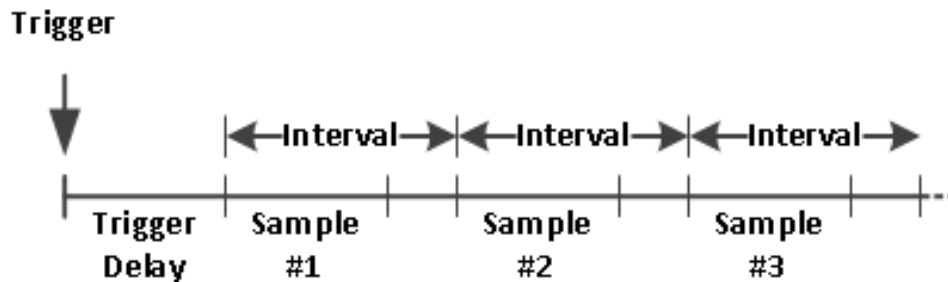 Trigger
Interval Interval Interval
Trigger Sample Sample Sample
Delay #1 #2 #3